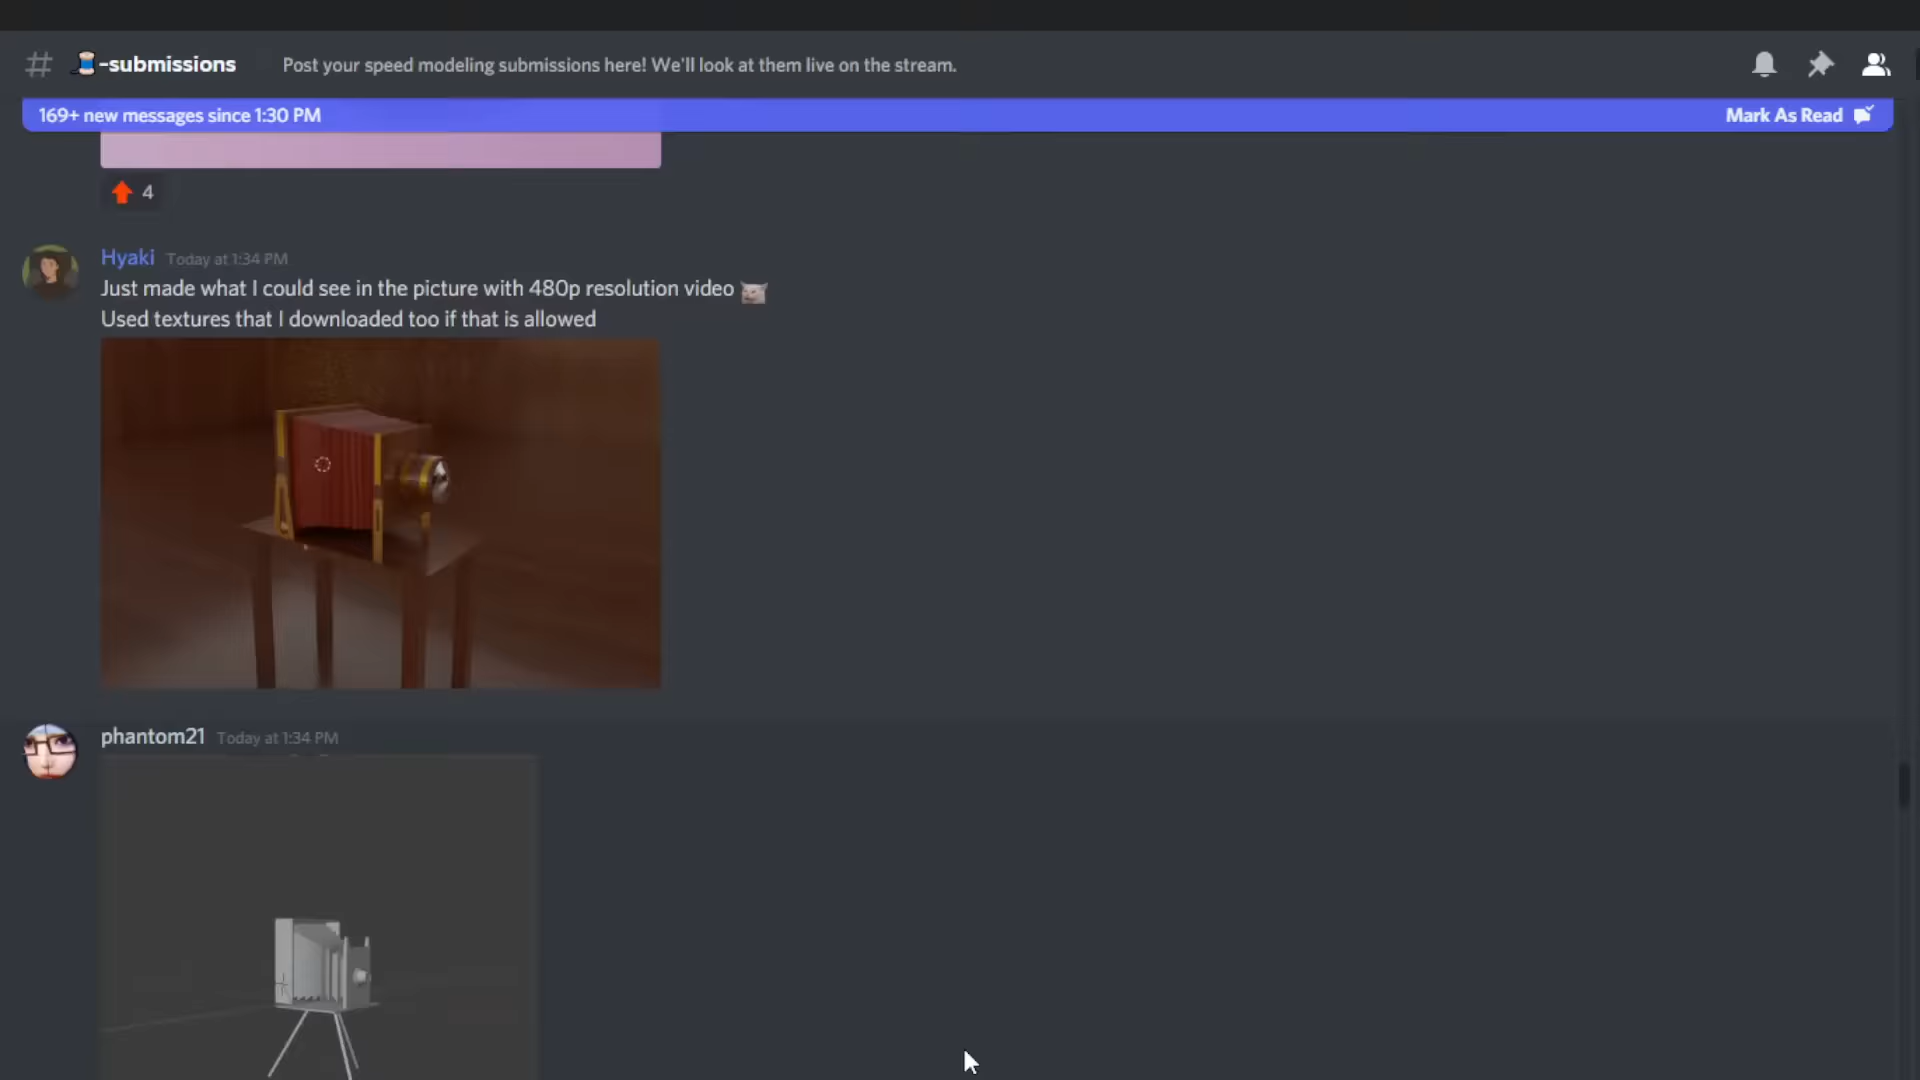 -submissions
Post your speed modeling submissions here! We'll look at them live on the stream.
169+ new messages since 1:30 PM
Mark As Read
4
Hyaki Today at 1:34 PM
Just made what I could see in the picture with 480p resolution video
Used textures that I downloaded too if that is allowed
phantom21 Today at 1:34 PM